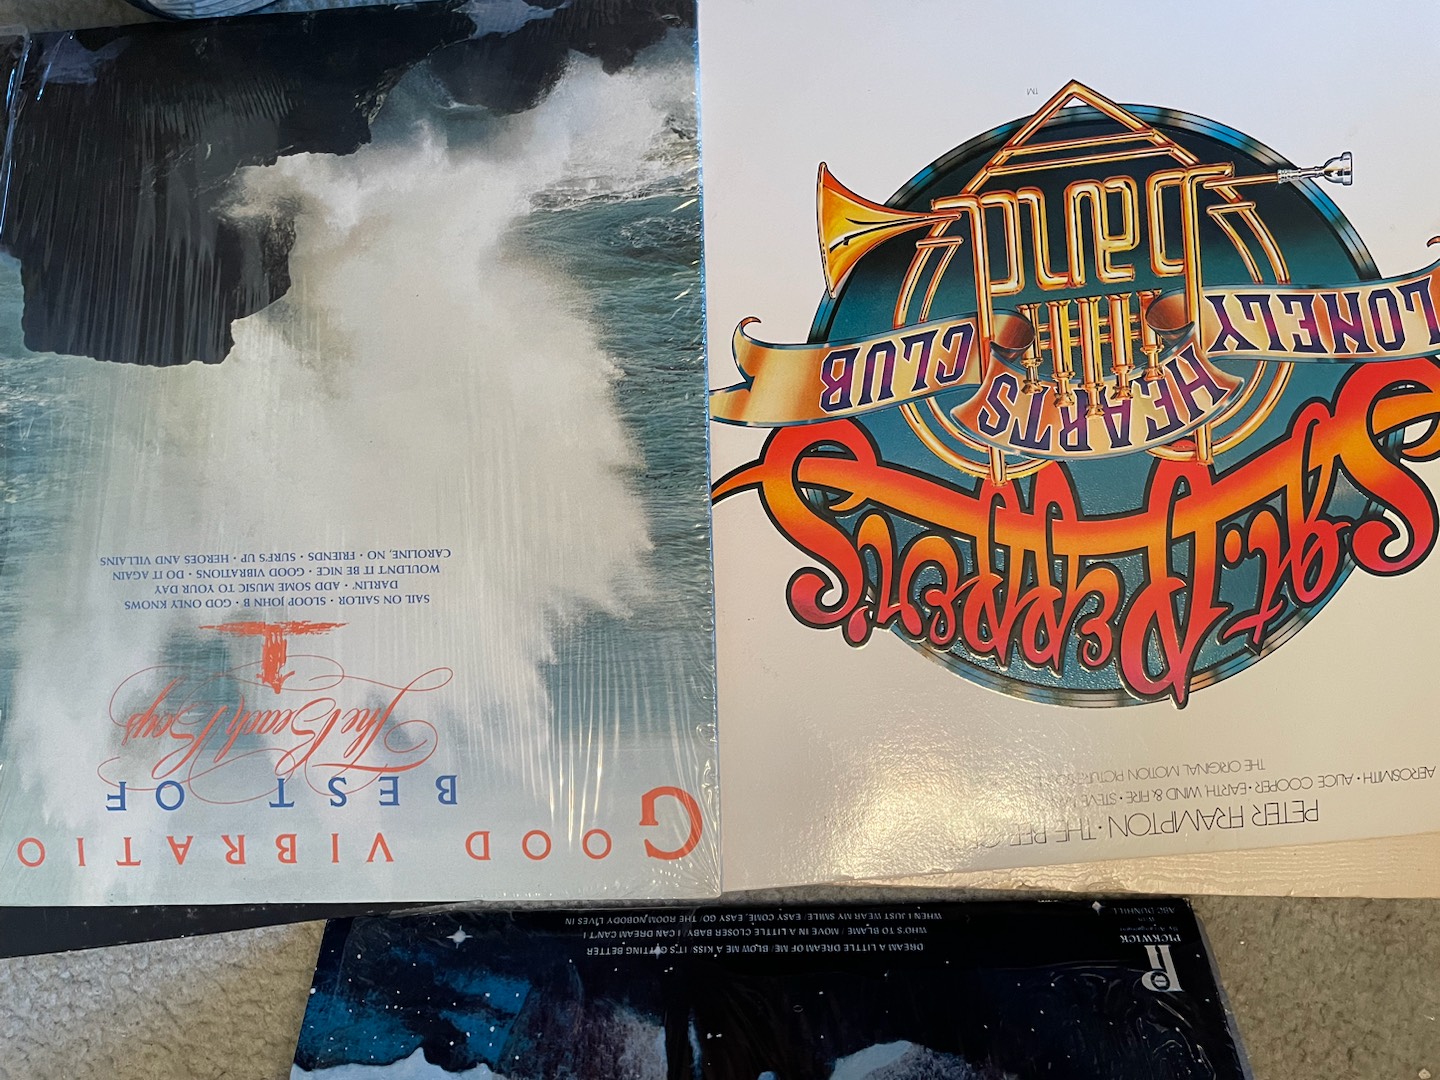 GOOD VIBRATIO
BEST OF
The Beach Boys
SAIL ON SAILOR • SLOOP JOHN B • GOD ONLY KNOWS
DARLIN' • ADD SOME MUSIC TO YOUR DAY
WOULDN'T IT BE NICE • GOOD VIBRATIONS • DO IT AGAIN
CAROLINE, NO • FRIENDS • SURF'S UP • HEROES AND VILLAINS
PETER FRAMPTON • THE BEE
AEROSMITH • ALICE COOPER • EARTH WIND & FIRE • STEVE
THE ORIGINAL MOTION PICTURE
Sgt. Pepper's
LONELY HEARTS CLUB
Band
TM
PICKWICK
By Arrangement
With
ABC DUNHILL
DREAM A LITTLE DREAM OF ME/ BLOW ME A KISS/ IT'S GETTING BETTER
WHO'S TO BLAME / MOVE IN A LITTLE CLOSER BABY/ I CAN DREAM CAN'T I
WHEN I JUST WEAR MY SMILE/ EASY COME, EASY GO/ THE ROOM NOBODY LIVES IN